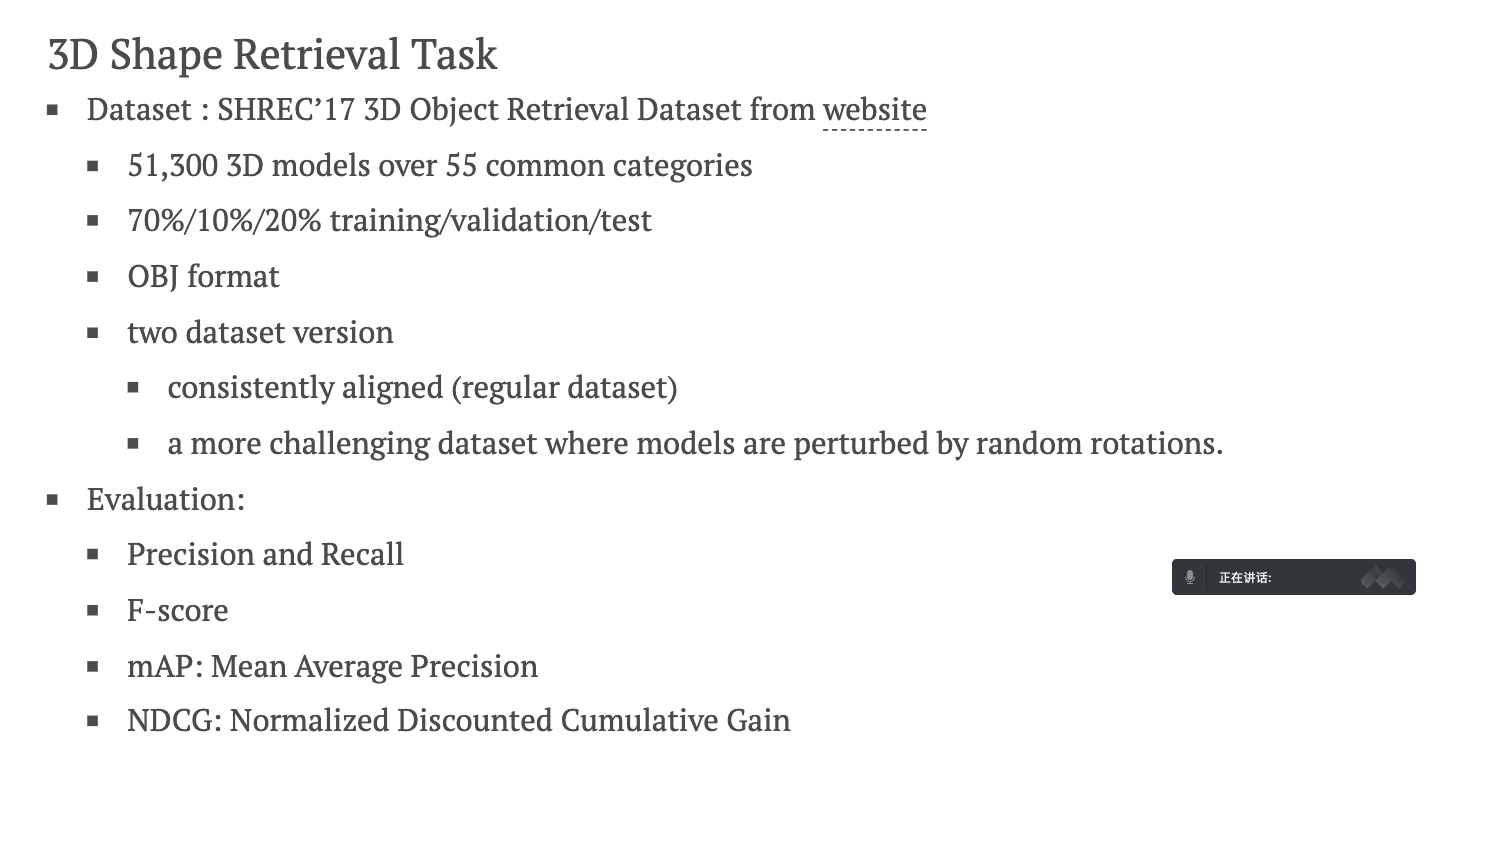 3D Shape Retrieval Task
Dataset : SHREC’17 3D Object Retrieval Dataset from website
51,300 3D models over 55 common categories
70%/10%/20% training/validation/test
OBJ format
two dataset version
consistently aligned (regular dataset)
a more challenging dataset where models are perturbed by random rotations.
Evaluation:
Precision and Recall
正在讲话:
F-score
mAP: Mean Average Precision
NDCG: Normalized Discounted Cumulative Gain